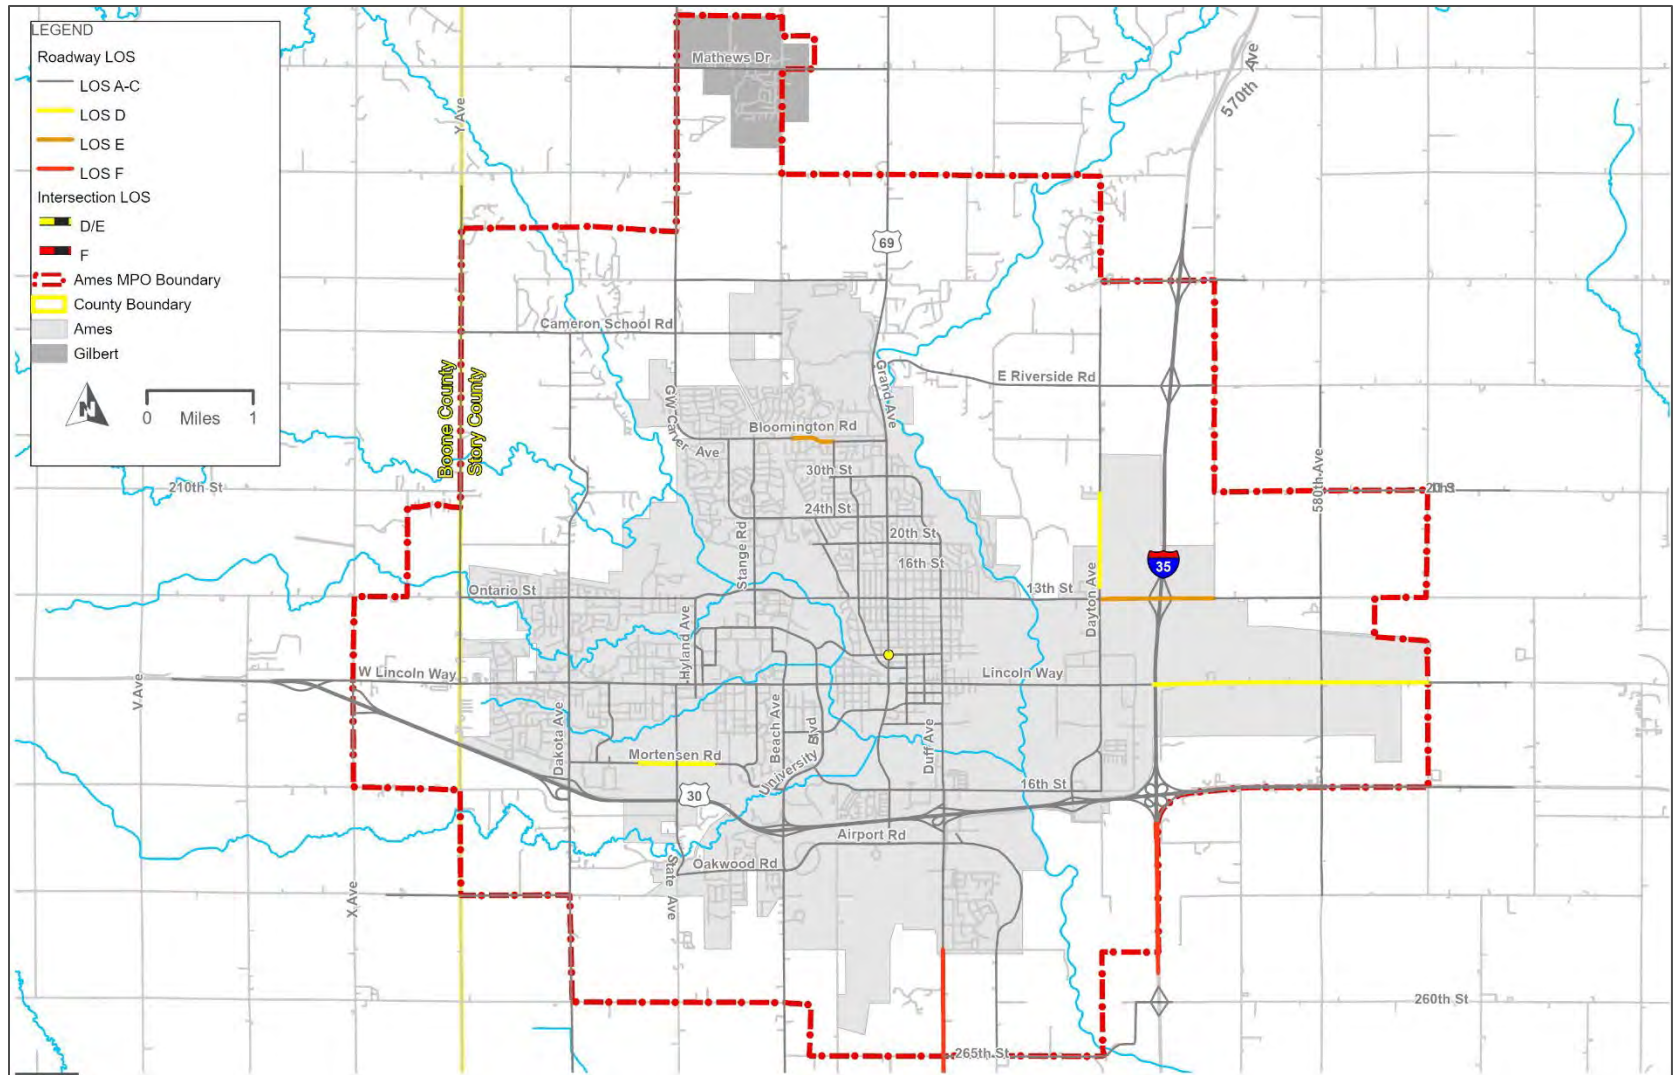 LEGEND
Roadway LOS
LOS A-C
LOS D
LOS E
LOS F
Intersection LOS
D/E
F
Ames MPO Boundary
County Boundary
Ames
Gilbert
N
0 Miles 1
Mathews Dr
570th Ave
Y Ave
69
Cameron School Rd
Grand Ave
E Riverside Rd
Boone County
Story County
GW Carver Ave
Bloomington Rd
30th St
580th Ave
210th St
24th St
20th St
Stange Rd
16th St
35
Ontario St
13th St
Dayton Ave
Hyland Ave
W Lincoln Way
Lincoln Way
V Ave
Dakota Ave
Beach Ave
University Blvd
Duff Ave
Mortensen Rd
30
16th St
Airport Rd
Oakwood Rd
State Ave
X Ave
260th St
265th St